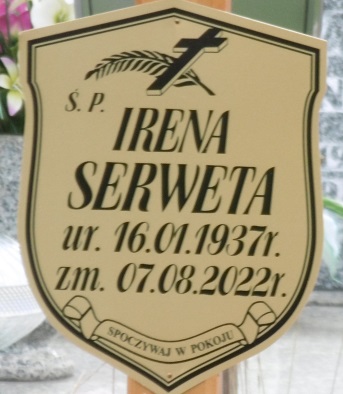 Ś. P.
IRENA
SERWETA
ur. 16.01.1937r.
zm. 07.08.2022r.
SPOCZYWAJ W POKOJU